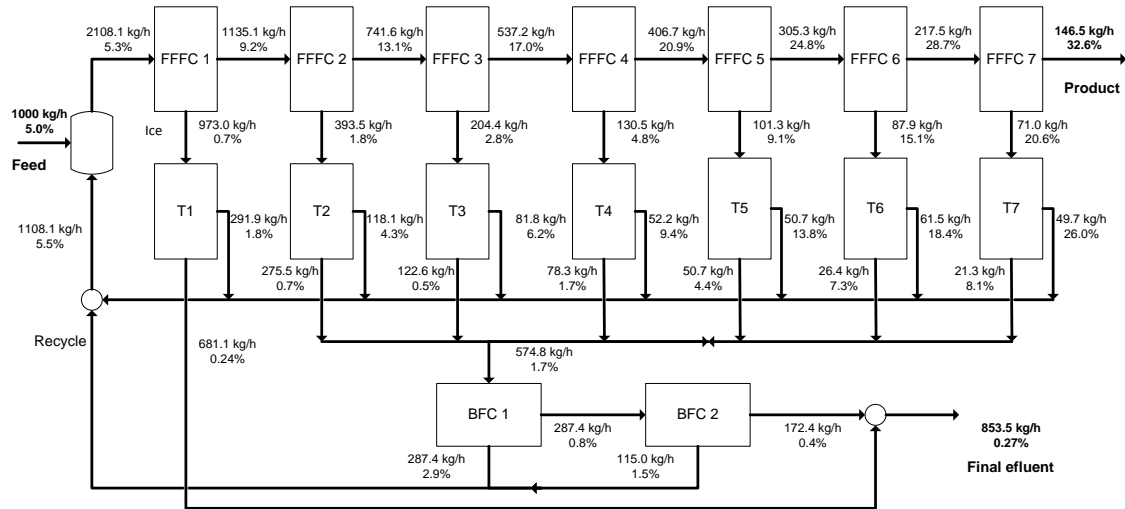 2108.1 kg/h
5.3%
FFFC 1
1135.1 kg/h
9.2%
FFFC 2
741.6 kg/h
13.1%
FFFC 3
537.2 kg/h
17.0%
FFFC 4
406.7 kg/h
20.9%
FFFC 5
305.3 kg/h
24.8%
FFFC 6
217.5 kg/h
28.7%
FFFC 7
146.5 kg/h
32.6%
Product
1000 kg/h
5.0%
Feed
Ice
973.0 kg/h
0.7%
393.5 kg/h
1.8%
204.4 kg/h
2.8%
130.5 kg/h
4.8%
101.3 kg/h
9.1%
87.9 kg/h
15.1%
71.0 kg/h
20.6%
T1
T2
T3
T4
T5
T6
T7
291.9 kg/h
1.8%
118.1 kg/h
4.3%
81.8 kg/h
6.2%
52.2 kg/h
9.4%
50.7 kg/h
13.8%
61.5 kg/h
18.4%
49.7 kg/h
26.0%
1108.1 kg/h
5.5%
275.5 kg/h
0.7%
122.6 kg/h
0.5%
78.3 kg/h
1.7%
50.7 kg/h
4.4%
26.4 kg/h
7.3%
21.3 kg/h
8.1%
Recycle
681.1 kg/h
0.24%
574.8 kg/h
1.7%
BFC 1
287.4 kg/h
0.8%
BFC 2
172.4 kg/h
0.4%
853.5 kg/h
0.27%
Final efluent
287.4 kg/h
2.9%
115.0 kg/h
1.5%